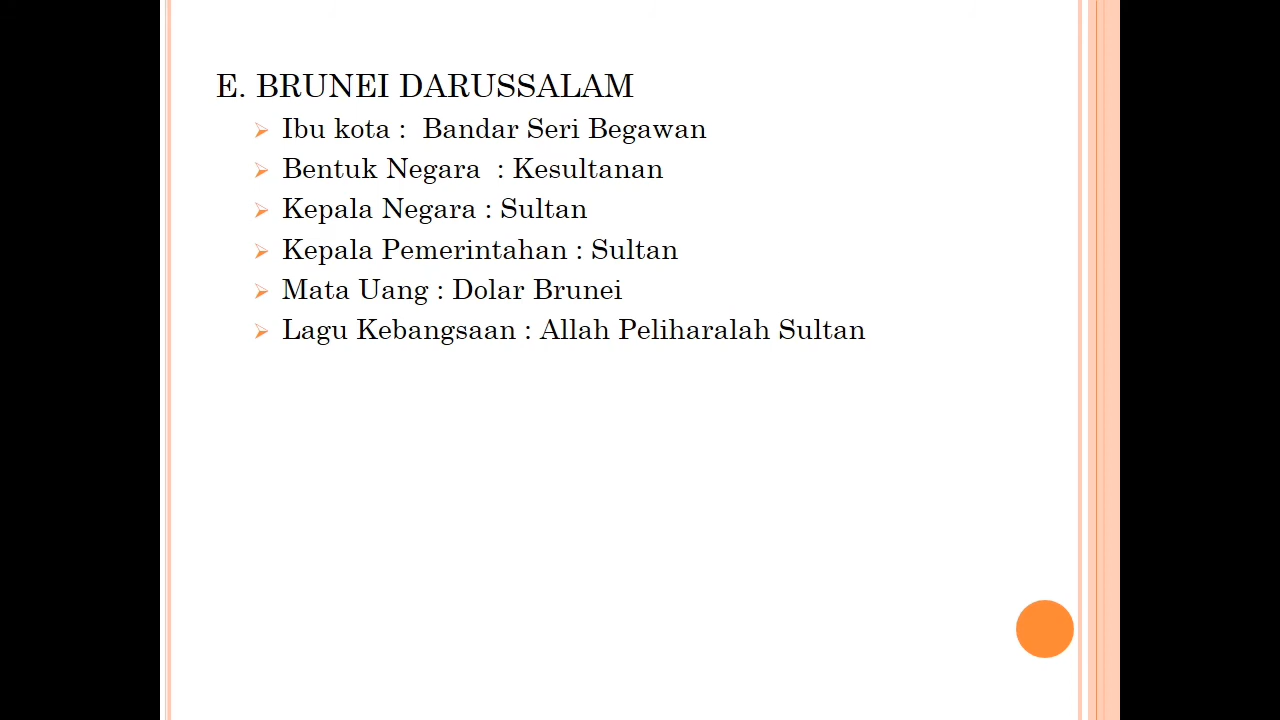 E. BRUNEI DARUSSALAM
Ibu kota :  Bandar Seri Begawan
Bentuk Negara  : Kesultanan
Kepala Negara : Sultan
Kepala Pemerintahan : Sultan
Mata Uang : Dolar Brunei
Lagu Kebangsaan : Allah Peliharalah Sultan